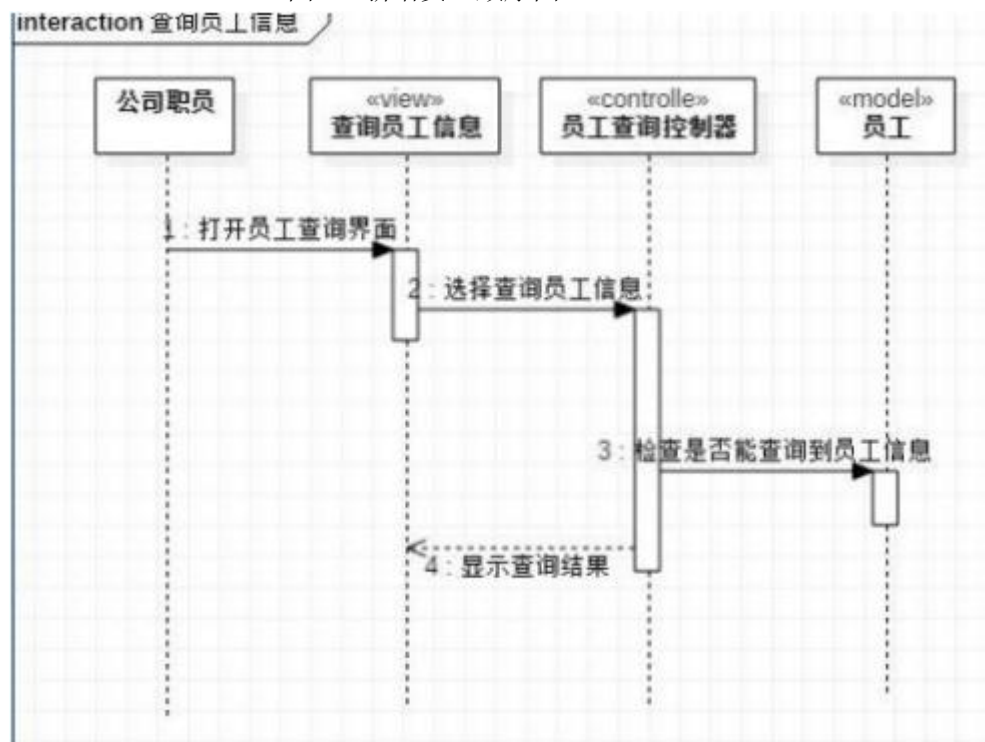 interaction 查询员工信息
公司职员
«view»
查询员工信息
«controlle»
员工查询控制器
«model»
员工
1 : 打开员工查询界面
2 : 选择查询员工信息
3 : 检查是否能查询到员工信息
4 : 显示查询结果